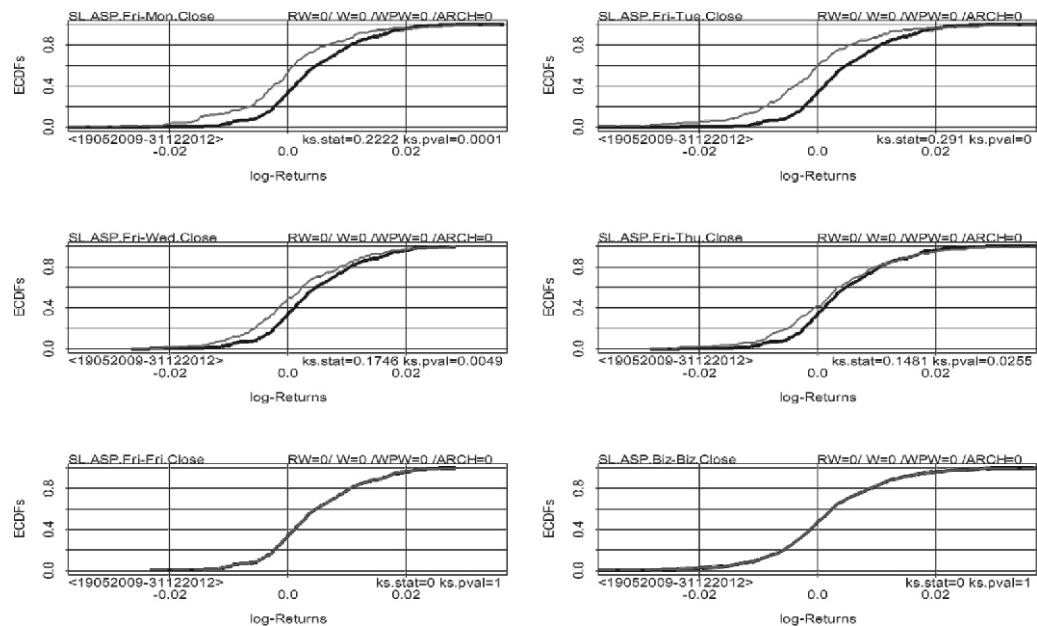 SL.ASP.Fri-Mon.Close RW=0/ W=0 /WPW=0 /ARCH=0
ECDFs
0.0 0.4 0.8
<19052009-31122012> ks.stat=0.2222 ks.pval=0.0001
-0.02 0.0 0.02
log-Returns
SL.ASP.Fri-Tue.Close RW=0/ W=0 /WPW=0 /ARCH=0
ECDFs
0.0 0.4 0.8
<19052009-31122012> ks.stat=0.291 ks.pval=0
-0.02 0.0 0.02
log-Returns
SL.ASP.Fri-Wed.Close RW=0/ W=0 /WPW=0 /ARCH=0
ECDFs
0.0 0.4 0.8
<19052009-31122012> ks.stat=0.1746 ks.pval=0.0049
-0.02 0.0 0.02
log-Returns
SL.ASP.Fri-Thu.Close RW=0/ W=0 /WPW=0 /ARCH=0
ECDFs
0.0 0.4 0.8
<19052009-31122012> ks.stat=0.1481 ks.pval=0.0255
-0.02 0.0 0.02
log-Returns
SL.ASP.Fri-Fri.Close RW=0/ W=0 /WPW=0 /ARCH=0
ECDFs
0.0 0.4 0.8
<19052009-31122012> ks.stat=0 ks.pval=1
-0.02 0.0 0.02
log-Returns
SL.ASP.Biz-Biz.Close RW=0/ W=0 /WPW=0 /ARCH=0
ECDFs
0.0 0.4 0.8
<19052009-31122012> ks.stat=0 ks.pval=1
-0.02 0.0 0.02
log-Returns